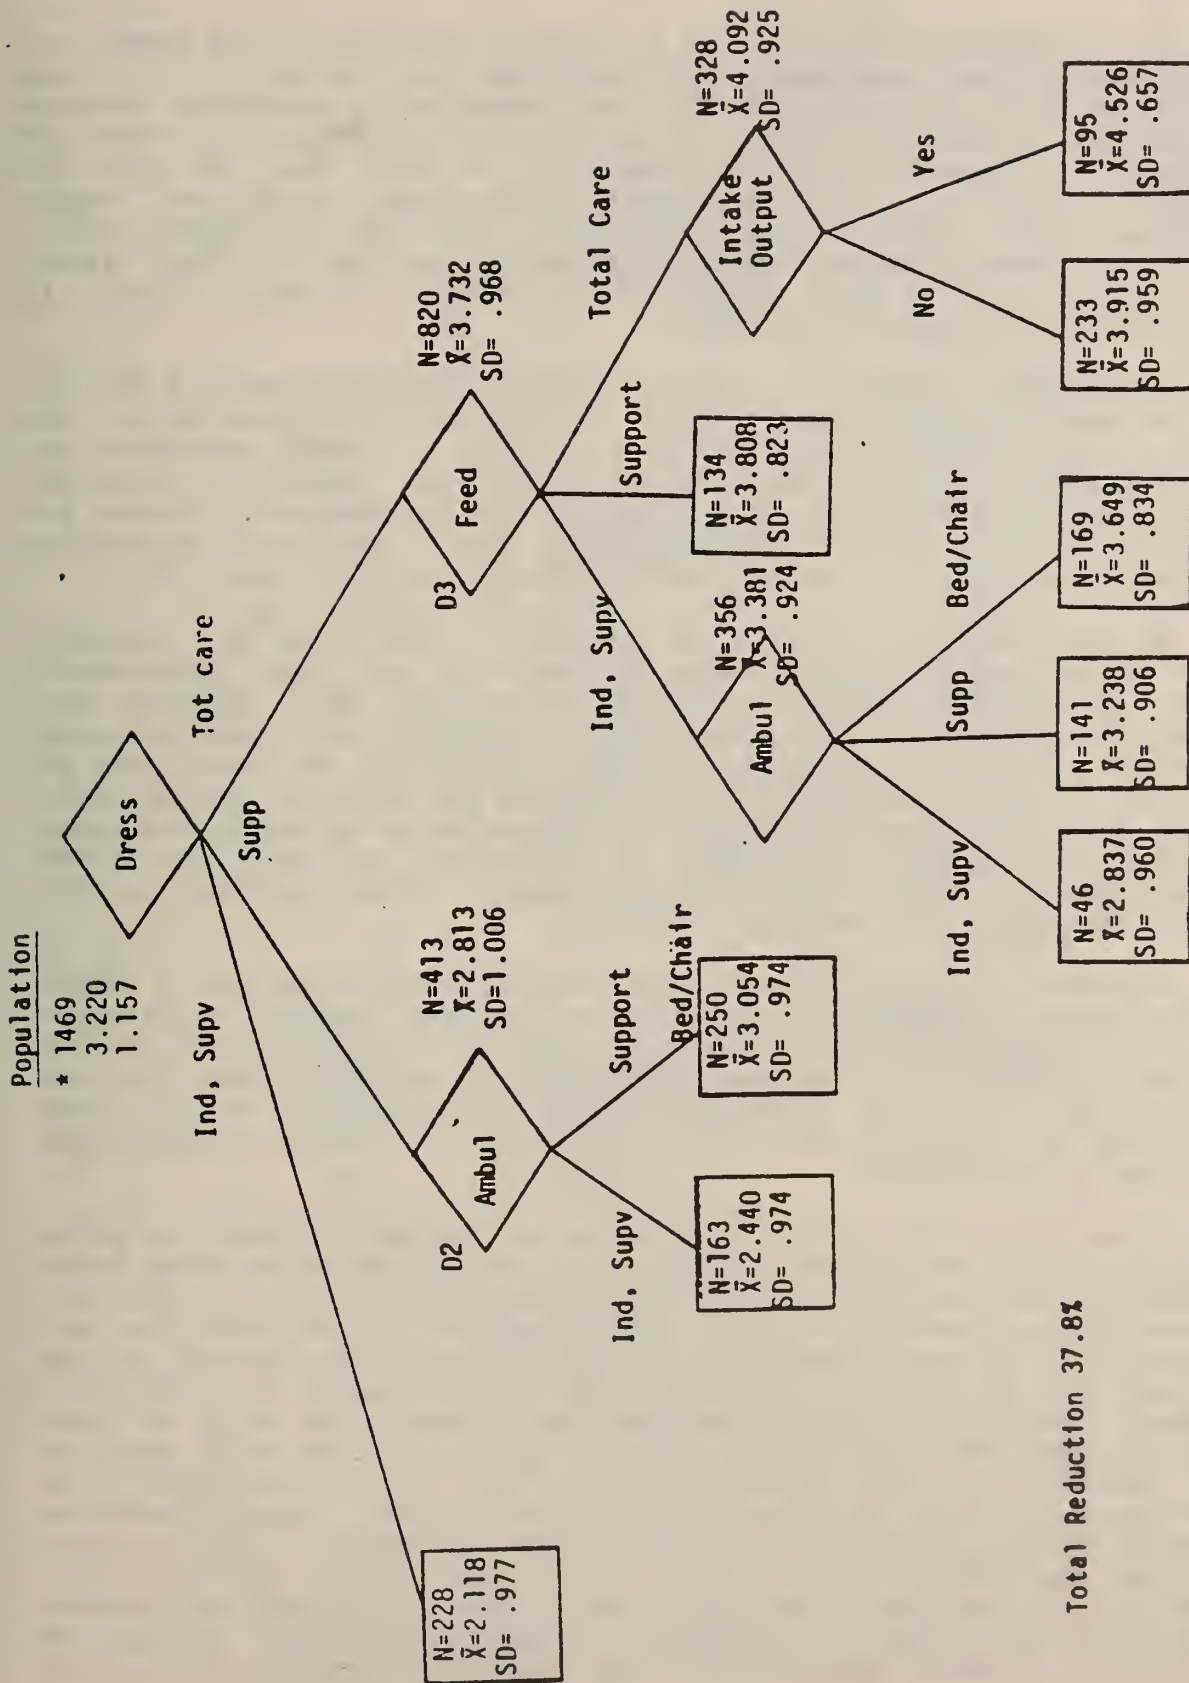 Population
* 1469
3.220
1.157
Dress
Ind, Supv
Supp
Tot care
N=228
X̄=2.118
SD= .977
D2
Ambul
N=413
X̄=2.813
SD=1.006
Ind, Supv
Support
Bed/Chair
N=163
X̄=2.440
SD= .974
N=250
X̄=3.054
SD= .974
D3
Feed
N=820
X̄=3.732
SD= .968
Ind, Supv
Support
Total Care
Ambul
N=356
X̄=3.381
SD= .924
N=134
X̄=3.808
SD= .823
Intake
Output
N=328
X̄=4.092
SD= .925
Ind, Supv
Supp
Bed/Chair
No
Yes
N=46
X̄=2.837
SD= .960
N=141
X̄=3.238
SD= .906
N=169
X̄=3.649
SD= .834
N=233
X̄=3.915
SD= .959
N=95
X̄=4.526
SD= .657
Total Reduction 37.8%